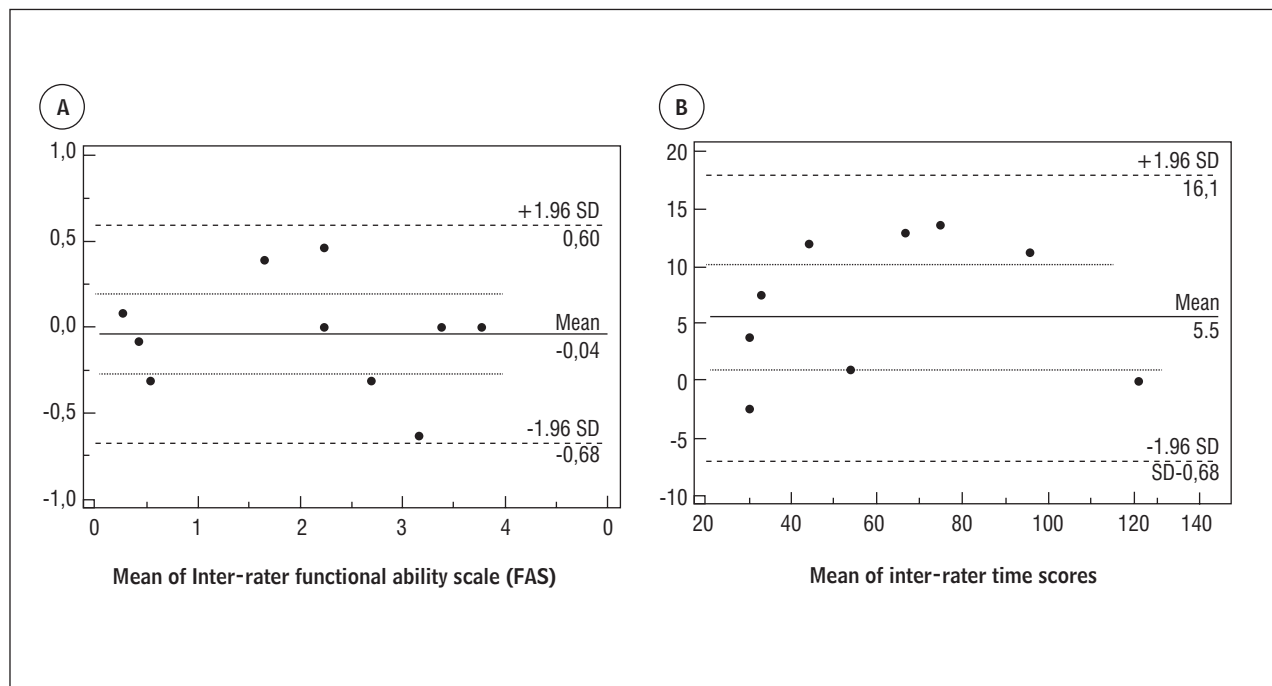 A
1,0
0,5
0,0
-0,5
-1,0
+1.96 SD
0,60
Mean
-0,04
-1.96 SD
-0,68
0 1 2 3 4 0
Mean of Inter-rater functional ability scale (FAS)
B
20
15
10
5
0
-5
-10
+1.96 SD
16,1
Mean
5.5
-1.96 SD
SD-0,68
20 40 60 80 100 120 140
Mean of inter-rater time scores